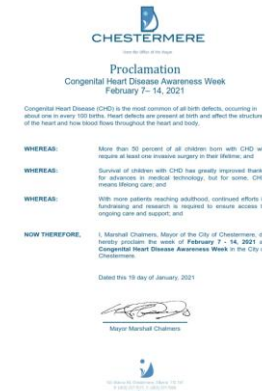 CHESTERMERE
Proclamation
Congenital Heart Disease Awareness Week
February 7– 14, 2021
Congenital Heart Disease (CHD) is the most common of all birth defects, occurring in
about one in every 100 births. Heart defects are present at birth and affect the structure
of the heart and how blood flows throughout the heart and body.
WHEREAS: More than 50 percent of all children born with CHD wi
require at least one invasive surgery in their lifetime; and
WHEREAS: Survival of children with CHD has greatly improved thank
for advances in medical technology, but for some, CH
means lifelong care; and
WHEREAS: With more patients reaching adulthood, continued efforts i
fundraising and research is required to ensure access t
ongoing care and support; and
NOW THEREFORE, I, Marshall Chalmers, Mayor of the City of Chestermere, d
hereby proclaim the week of February 7 - 14, 2021 a
Congenital Heart Disease Awareness Week in the City o
Chestermere.
Dated this 19 day of January, 2021
Mayor Marshall Chalmers